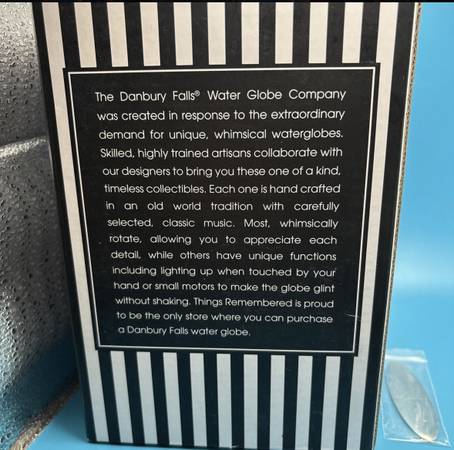 The Danbury Falls® Water Globe Company
was created in response to the extraordinary
demand for unique, whimsical waterglobes.
Skilled, highly trained artisans collaborate with
our designers to bring you these one of a kind,
timeless collectibles. Each one is hand crafted
in an old world tradition with carefully
selected, classic music. Most, whimsically
rotate, allowing you to appreciate each
detail, while others have unique functions
including lighting up when touched by your
hand or small motors to make the globe glint
without shaking. Things Remembered is proud
to be the only store where you can purchase
a Danbury Falls water globe.